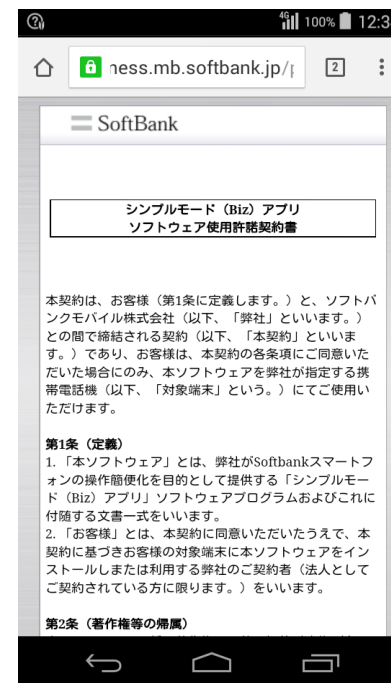 4G 100% 12:3
ness.mb.softbank.jp/ 2
SoftBank
シンプルモード（Biz）アプリ
ソフトウェア使用許諾契約書
本契約は、お客様（第1条に定義します。）と、ソフトバ
ンクモバイル株式会社（以下、「弊社」といいます。）
との間で締結される契約（以下、「本契約」といいま
す。）であり、お客様は、本契約の各条項にご同意いた
だいた場合にのみ、本ソフトウェアを弊社が指定する携
帯電話機（以下、「対象端末」という。）にてご使用い
ただけます。
第1条（定義）
1. 「本ソフトウェア」とは、弊社がSoftbankスマートフ
ォンの操作簡便化を目的として提供する「シンプルモー
ド（Biz）アプリ」ソフトウェアプログラムおよびこれに
付随する文書一式をいいます。
2. 「お客様」とは、本契約に同意いただいたうえで、本
契約に基づきお客様の対象端末に本ソフトウェアをイン
ストールしまたは利用する弊社のご契約者（法人として
ご契約されている方に限ります。）をいいます。
第2条（著作権等の帰属）